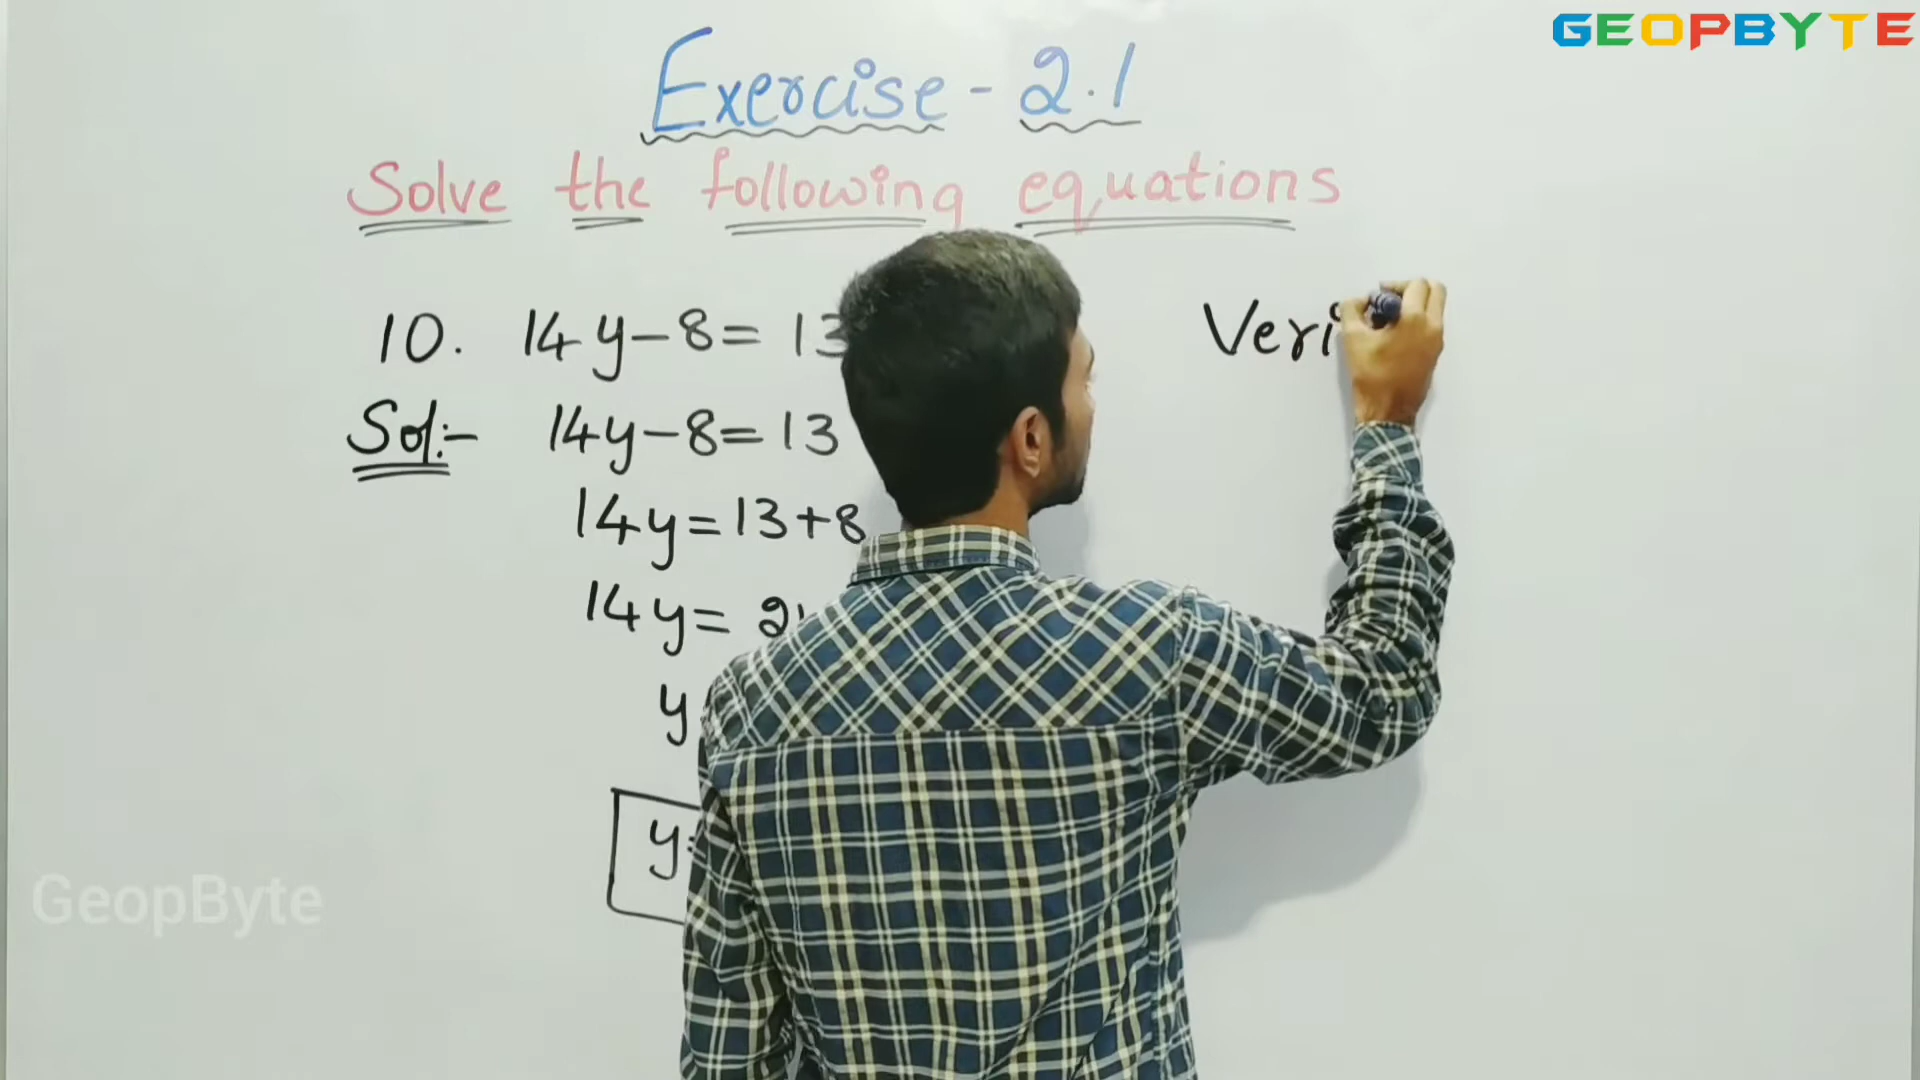 GEOPBYTE
Exercise - 2.1
Solve the following equations
10. 14y-8= 13
Sol:- 14y-8=13
14y=13+8
14y= 21
y
y=
Veri
GeopByte